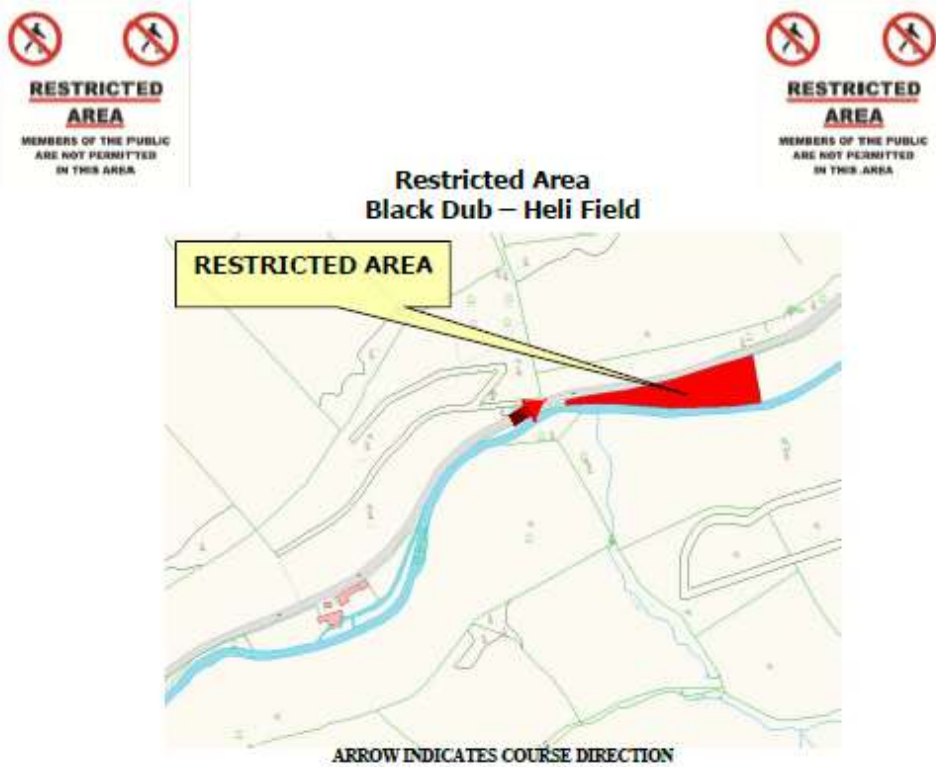 RESTRICTED
AREA
MEMBERS OF THE PUBLIC
ARE NOT PERMITTED
IN THIS AREA
RESTRICTED
AREA
MEMBERS OF THE PUBLIC
ARE NOT PERMITTED
IN THIS AREA
Restricted Area
Black Dub – Heli Field
RESTRICTED AREA
ARROW INDICATES COURSE DIRECTION